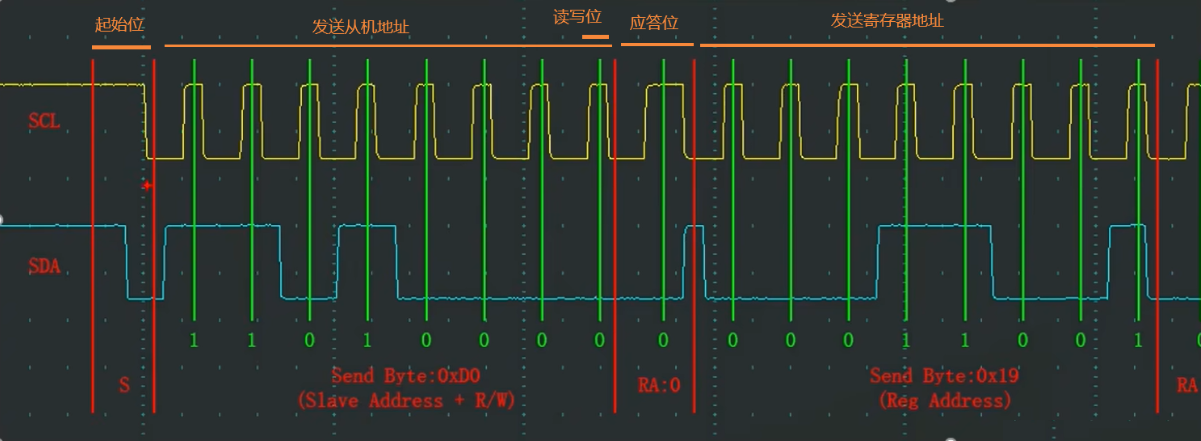 起始位
发送从机地址
读写位
应答位
发送寄存器地址
SCL
SDA
1 1 0 1 0 0 0 0 0 0 0 0 1 1 0 0 1
S
Send Byte:0xD0
(Slave Address + R/W)
RA:0
Send Byte:0x19
(Reg Address)
RA